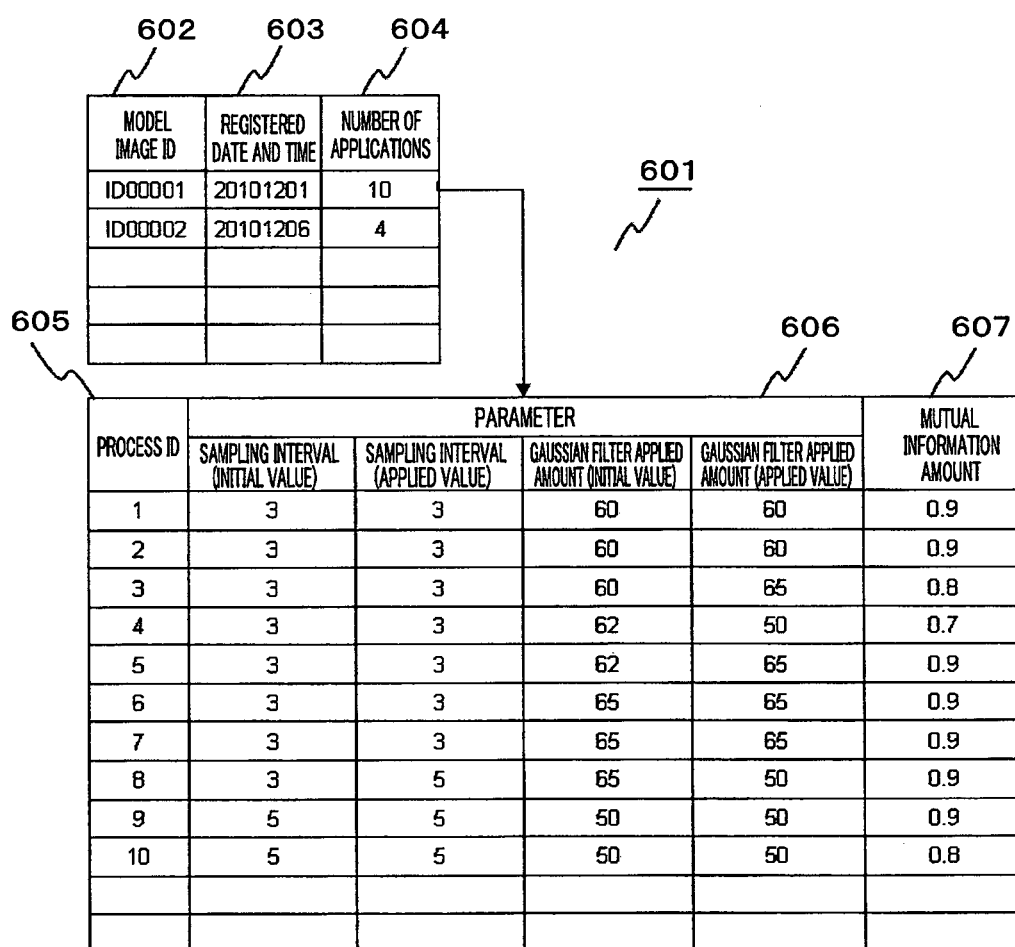 602 603 604
MODEL IMAGE ID REGISTERED DATE AND TIME NUMBER OF APPLICATIONS
ID00001 20101201 10
ID00002 20101206 4
601
605 606 607
PROCESS ID PARAMETER MUTUAL INFORMATION AMOUNT
SAMPLING INTERVAL (INITIAL VALUE) SAMPLING INTERVAL (APPLIED VALUE) GAUSSIAN FILTER APPLIED AMOUNT (INITIAL VALUE) GAUSSIAN FILTER APPLIED AMOUNT (APPLIED VALUE)
1 3 3 60 60 0.9
2 3 3 60 60 0.9
3 3 3 60 65 0.8
4 3 3 62 50 0.7
5 3 3 62 65 0.9
6 3 3 65 65 0.9
7 3 3 65 65 0.9
8 3 5 65 50 0.9
9 5 5 50 50 0.9
10 5 5 50 50 0.8